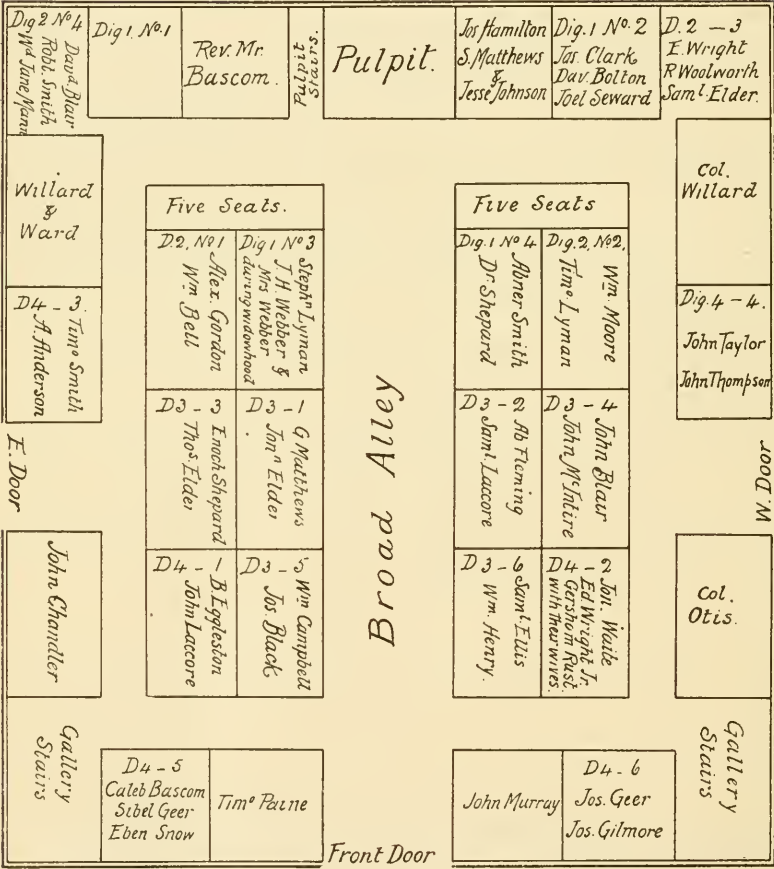 Dig 2 No 4
Davd Blair
Robt. Smith
Wd Jane Mann
Dig 1, No. 1
Rev. Mr.
Bascom.
Pulpit
Stairs.
Pulpit.
Jos Hamilton
S. Matthews
&
Jesse Johnson
Dig. 1 No. 2
Jas. Clark
Dav. Bolton
Joel Seward
D. 2 - 3
E. Wright
R Woolworth
Saml. Elder.
Willard
&
Ward
Col.
Willard
Five Seats.
Five Seats
D. 2, No 1
Alex. Gordon
Wm Bell
Dig 1 No 3
Stephn Lyman
J. H. Webber &
Mrs Webber
during widowhood
Dig. 1 No 4
Abner Smith
Dr. Shepard
Dig. 2, No 2,
Wm. Moore
Timo. Lyman
D4 - 3.
Timo Smith
A. Anderson
Dig. 4 - 4.
John Taylor
John Thompson
D3 - 3
Enoch Shepard
Thos. Elder
D3 - 1
G Matthews
Jonn Elder
Broad Alley
D3 - 2
Ab Fleming
Saml. Laccore
D3 - 4
John Blair
John McIntire
E. Door
W. Door
John Chandler
D4 - 1
B. Eggleston
John Laccore
D3 - 5
Wm Campbell
Jos. Black
D3 - 6
Saml. Ellis
Wm. Henry.
D4 - 2
Jon. Waite
Ed Wright Jr.
Gershom Rust
with their wives.
Col.
Otis.
Gallery
Stairs
D4 - 5
Caleb Bascom
Sibel Geer
Eben Snow
Timo Paine
Front Door
John Murray
D4 - 6
Jos. Geer
Jos. Gilmore
Gallery
Stairs